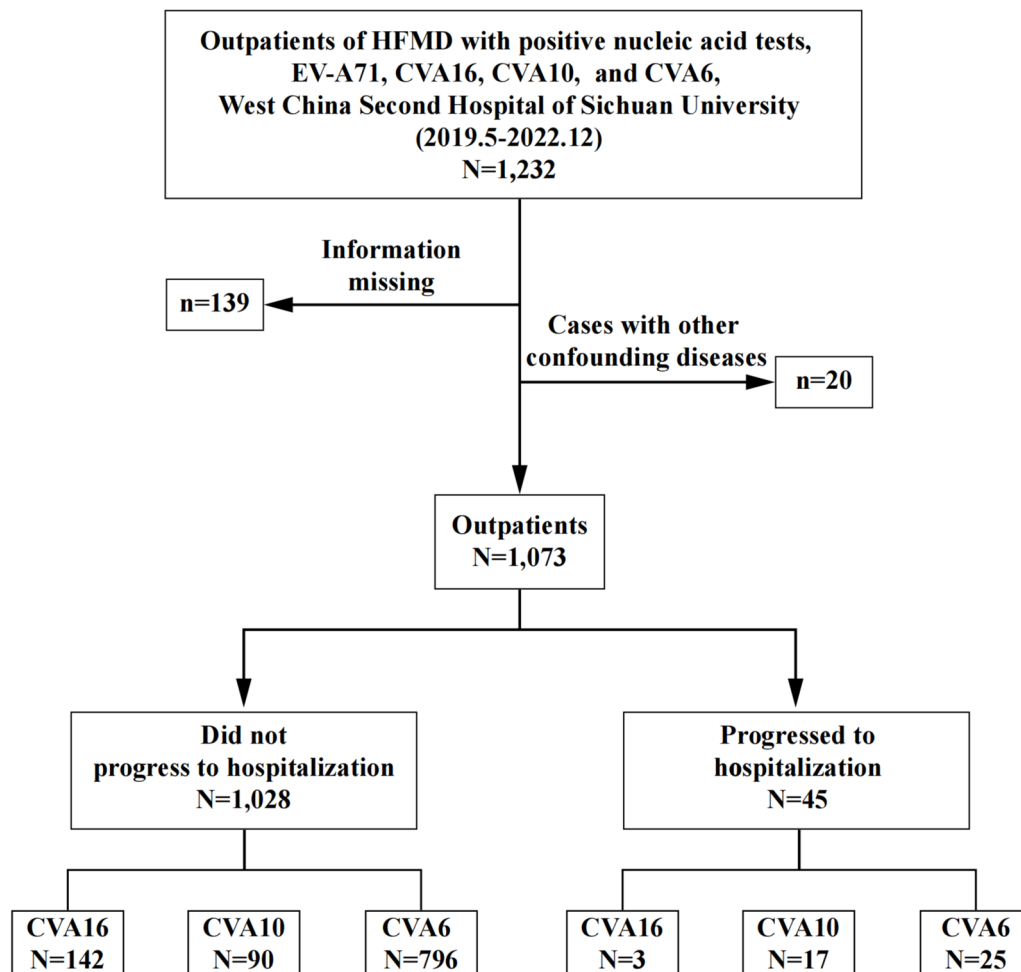 Outpatients of HFMD with positive nucleic acid tests,
EV-A71, CVA16, CVA10, and CVA6,
West China Second Hospital of Sichuan University
(2019.5-2022.12)
N=1,232
Information
missing
n=139
Cases with other
confounding diseases
n=20
Outpatients
N=1,073
Did not
progress to hospitalization
N=1,028
Progressed to
hospitalization
N=45
CVA16
N=142
CVA10
N=90
CVA6
N=796
CVA16
N=3
CVA10
N=17
CVA6
N=25